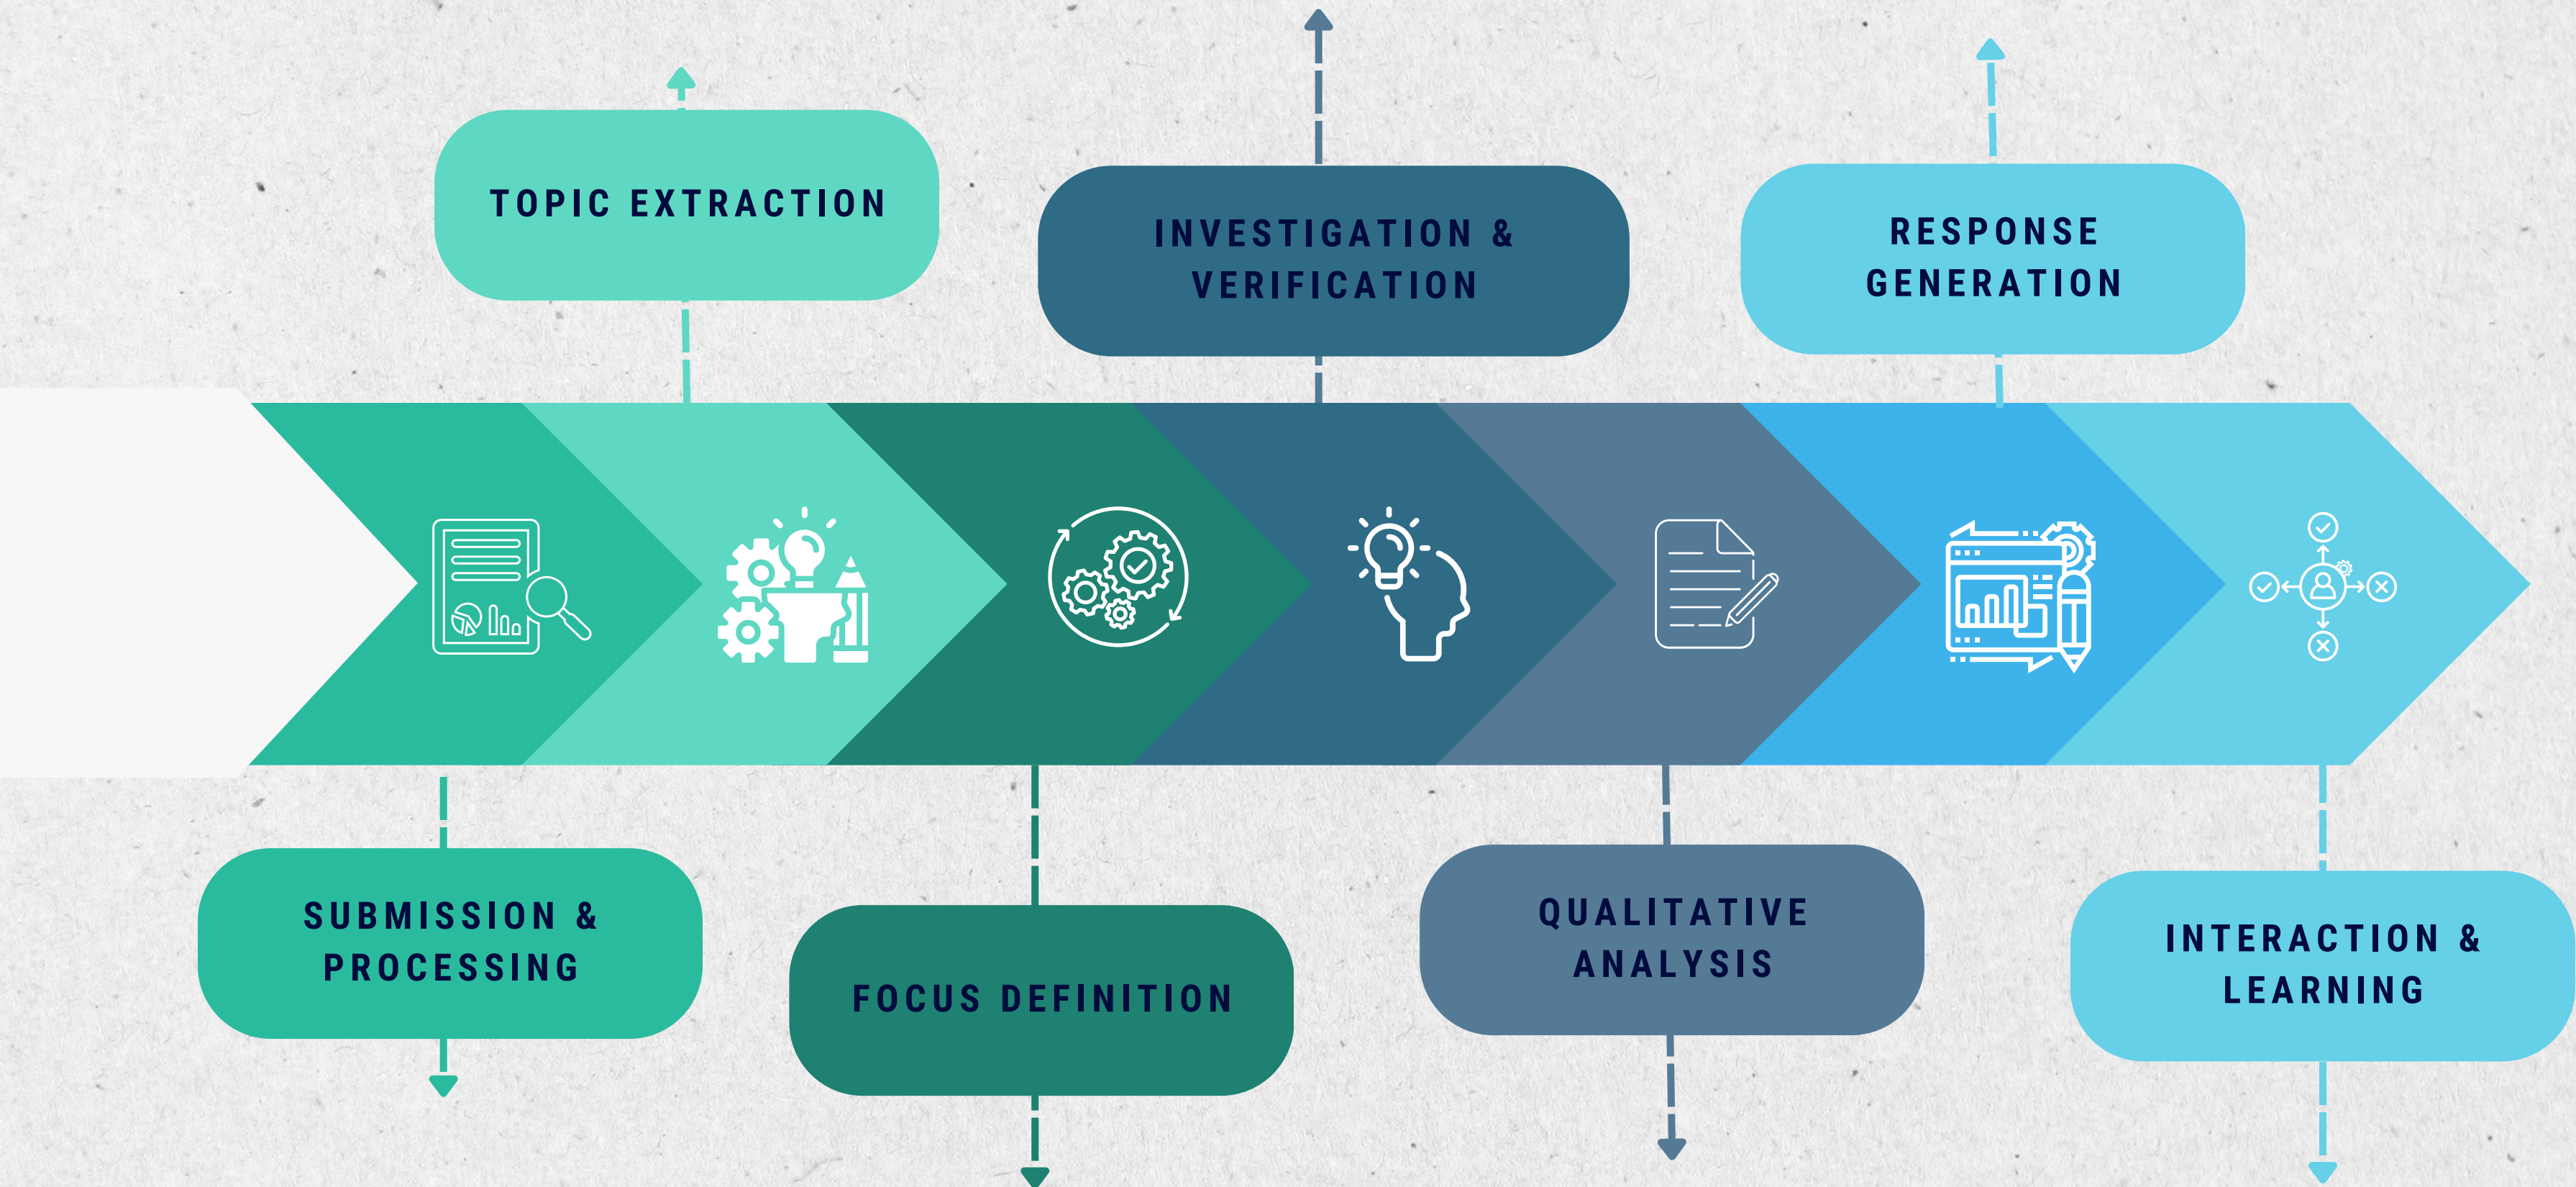 TOPIC EXTRACTION
INVESTIGATION &
VERIFICATION
RESPONSE
GENERATION
SUBMISSION &
PROCESSING
FOCUS DEFINITION
QUALITATIVE
ANALYSIS
INTERACTION &
LEARNING